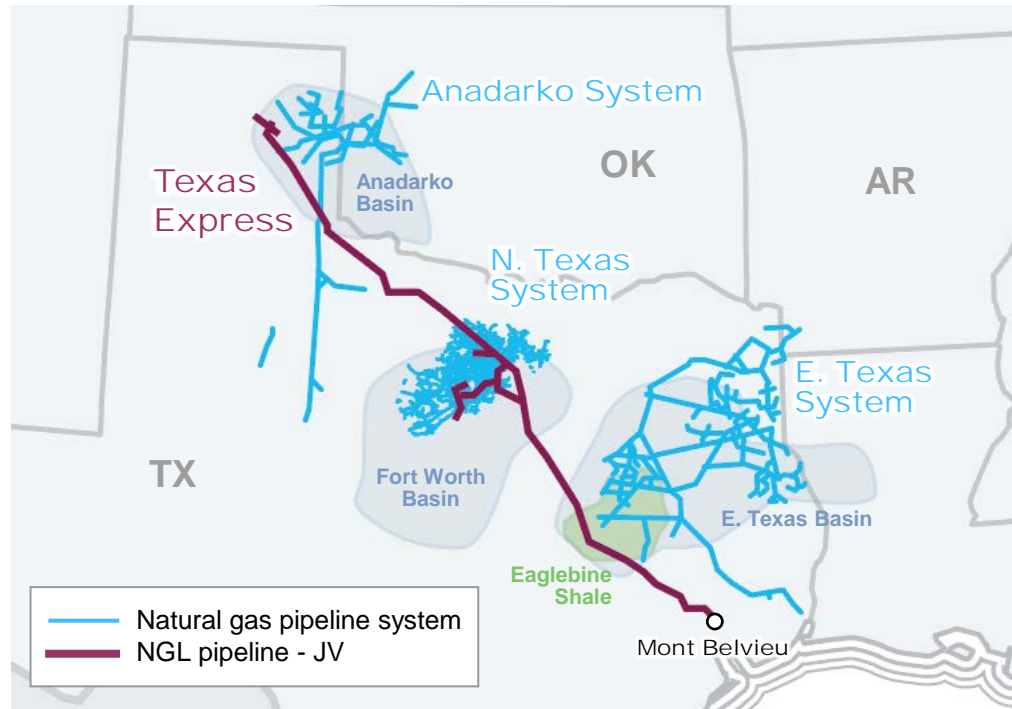 Anadarko System
OK
AR
Anadarko
Basin
Texas
Express
N. Texas
System
E. Texas
System
TX
Fort Worth
Basin
E. Texas Basin
Eaglebine
Shale
Mont Belvieu
Natural gas pipeline system
NGL pipeline - JV